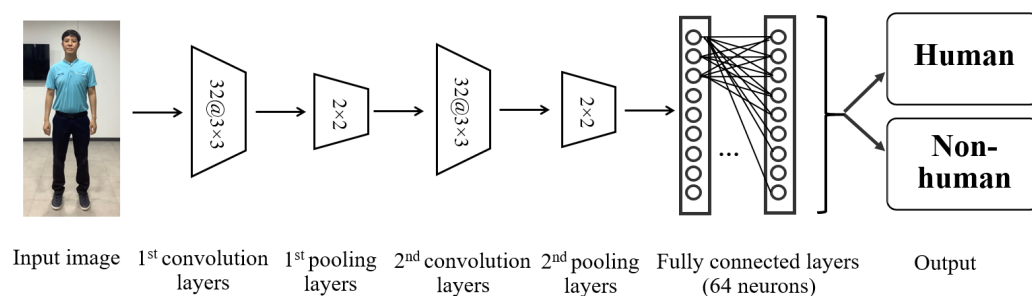 32@3×3
2×2
32@3×3
2×2
...
Human
Non-
human
Input image
1st convolution
layers
1st pooling
layers
2nd convolution
layers
2nd pooling
layers
Fully connected layers
(64 neurons)
Output